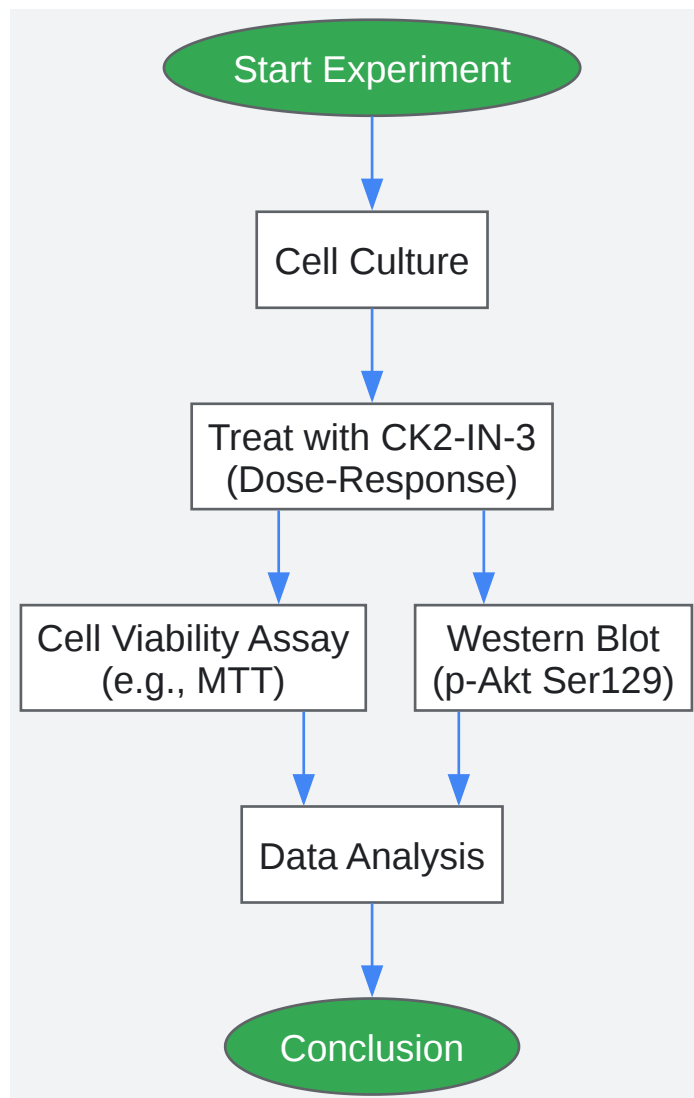 Start Experiment
Cell Culture
Treat with CK2-IN-3
(Dose-Response)
Cell Viability Assay
(e.g., MTT)
Western Blot
(p-Akt Ser129)
Data Analysis
Conclusion